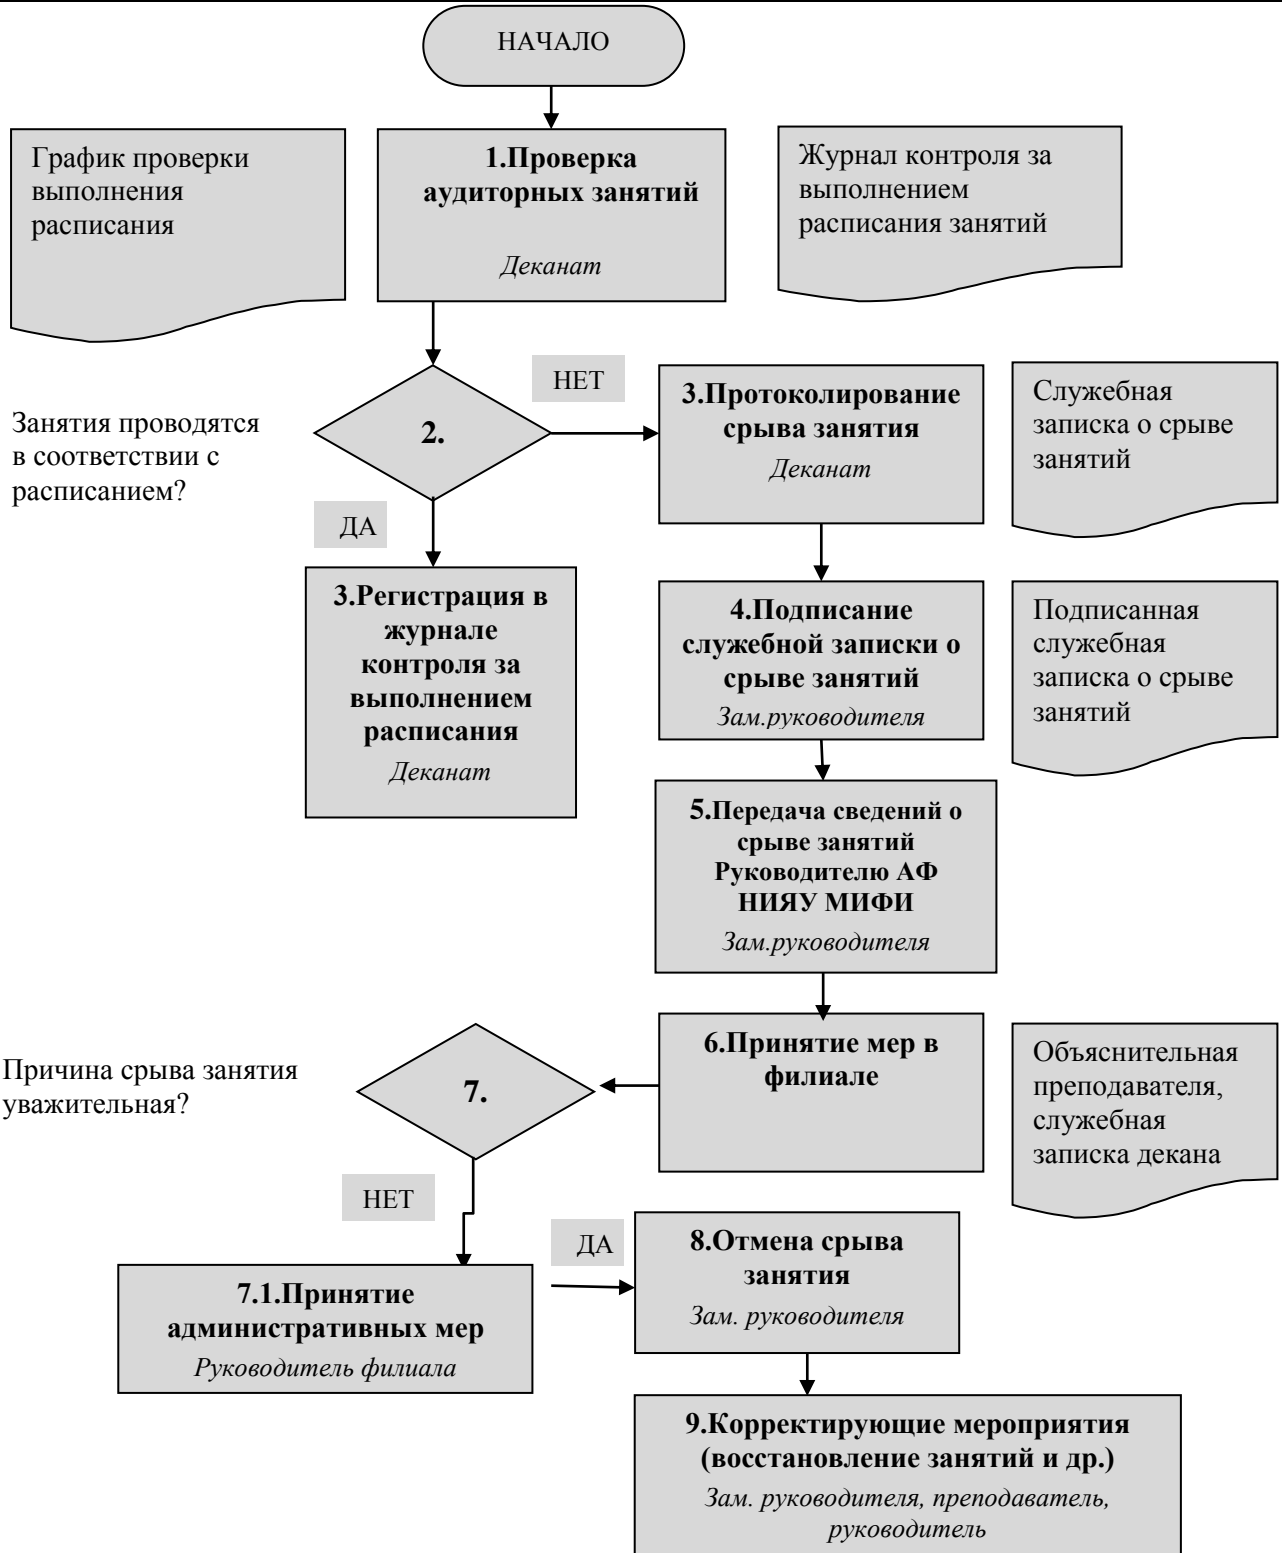 НАЧАЛО
График проверки
выполнения
расписания
1.Проверка
аудиторных занятий
Деканат
Журнал контроля за
выполнением
расписания занятий
Занятия проводятся
в соответствии с
расписанием?
2.
НЕТ
3.Протоколирование
срыва занятия
Деканат
Служебная
записка о срыве
занятий
ДА
3.Регистрация в
журнале
контроля за
выполнением
расписания
Деканат
4.Подписание
служебной записки о
срыве занятий
Зам.руководителя
Подписанная
служебная
записка о срыве
занятий
5.Передача сведений о
срыве занятий
Руководителю АФ
НИЯУ МИФИ
Зам.руководителя
Причина срыва занятия
уважительная?
7.
6.Принятие мер в
филиале
Объяснительная
преподавателя,
служебная
записка декана
НЕТ
ДА
8.Отмена срыва
занятия
Зам. руководителя
7.1.Принятие
административных мер
Руководитель филиала
9.Корректирующие мероприятия
(восстановление занятий и др.)
Зам. руководителя, преподаватель,
руководитель